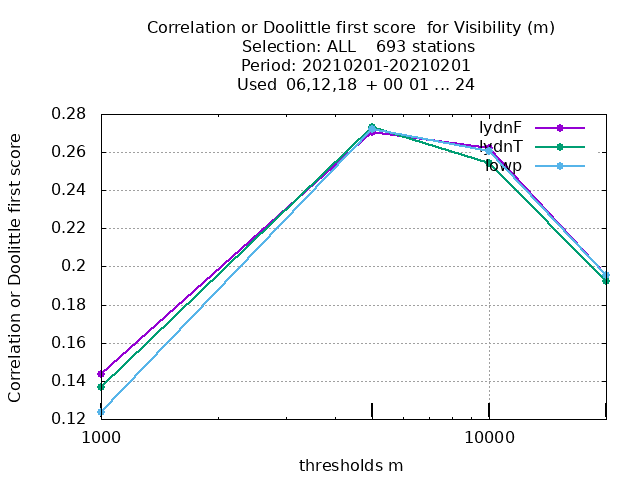 Correlation or Doolittle first score  for Visibility (m)
Selection: ALL    693 stations
Period: 20210201-20210201
Used  06,12,18  + 00 01 ... 24
Correlation or Doolittle first score
0.28
0.26
0.24
0.22
0.2
0.18
0.16
0.14
0.12
lydnF
lydnT
lowp
1000
10000
thresholds m